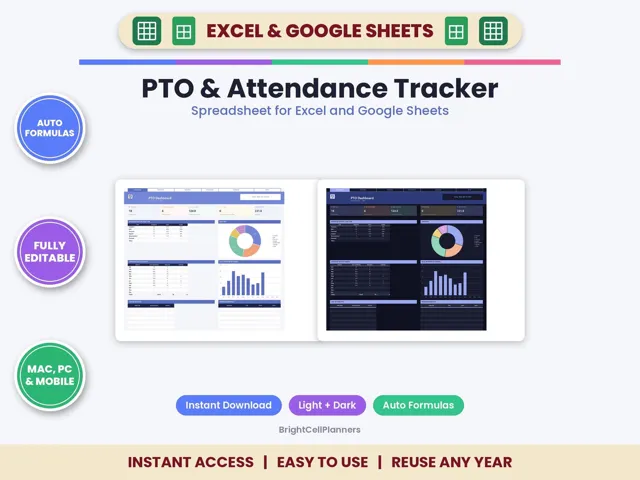 EXCEL & GOOGLE SHEETS
PTO & Attendance Tracker
Spreadsheet for Excel and Google Sheets
AUTO
FORMULAS
FULLY
EDITABLE
MAC, PC
& MOBILE
PTO Dashboard
PTO Dashboard
Instant Download
Light + Dark
Auto Formulas
BrightCellPlanners
INSTANT ACCESS | EASY TO USE | REUSE ANY YEAR